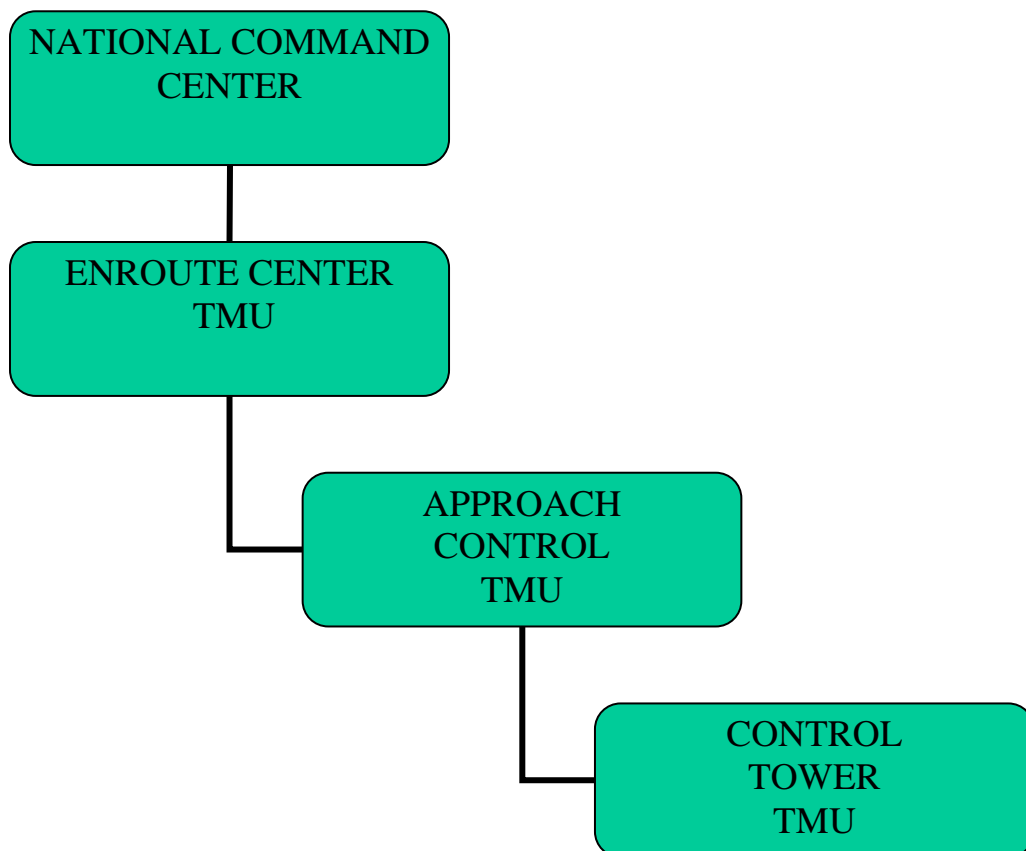 NATIONAL COMMAND
CENTER
ENROUTE CENTER
TMU
APPROACH
CONTROL
TMU
CONTROL
TOWER
TMU